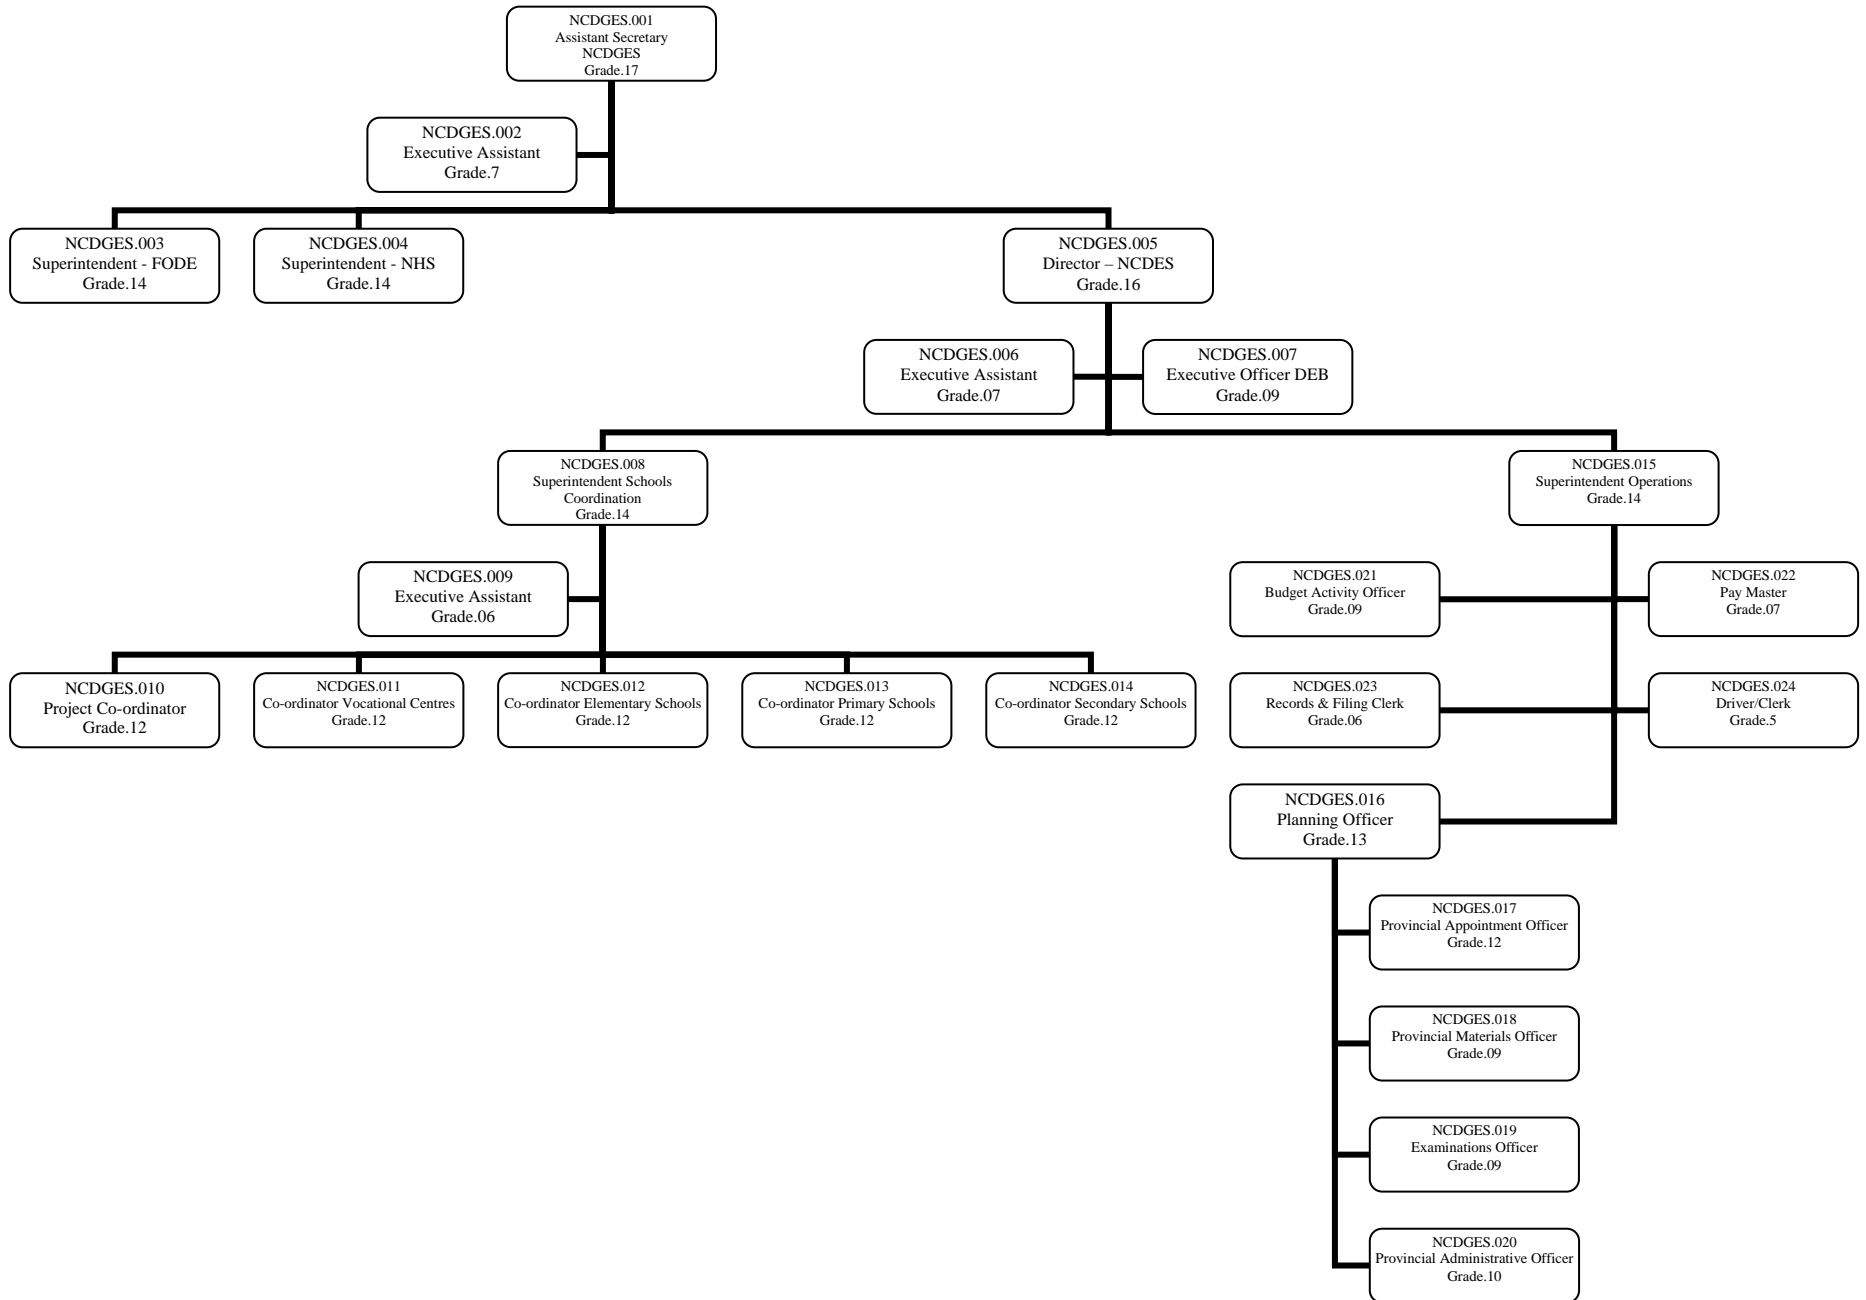 NCDGES.001
Assistant Secretary
NCDGES
Grade.17
NCDGES.002
Executive Assistant
Grade.7
NCDGES.003
Superintendent - FODE
Grade.14
NCDGES.004
Superintendent - NHS
Grade.14
NCDGES.005
Director – NCDES
Grade.16
NCDGES.006
Executive Assistant
Grade.07
NCDGES.007
Executive Officer DEB
Grade.09
NCDGES.008
Superintendent Schools
Coordination
Grade.14
NCDGES.015
Superintendent Operations
Grade.14
NCDGES.009
Executive Assistant
Grade.06
NCDGES.021
Budget Activity Officer
Grade.09
NCDGES.022
Pay Master
Grade.07
NCDGES.010
Project Co-ordinator
Grade.12
NCDGES.011
Co-ordinator Vocational Centres
Grade.12
NCDGES.012
Co-ordinator Elementary Schools
Grade.12
NCDGES.013
Co-ordinator Primary Schools
Grade.12
NCDGES.014
Co-ordinator Secondary Schools
Grade.12
NCDGES.023
Records & Filing Clerk
Grade.06
NCDGES.024
Driver/Clerk
Grade.5
NCDGES.016
Planning Officer
Grade.13
NCDGES.017
Provincial Appointment Officer
Grade.12
NCDGES.018
Provincial Materials Officer
Grade.09
NCDGES.019
Examinations Officer
Grade.09
NCDGES.020
Provincial Administrative Officer
Grade.10